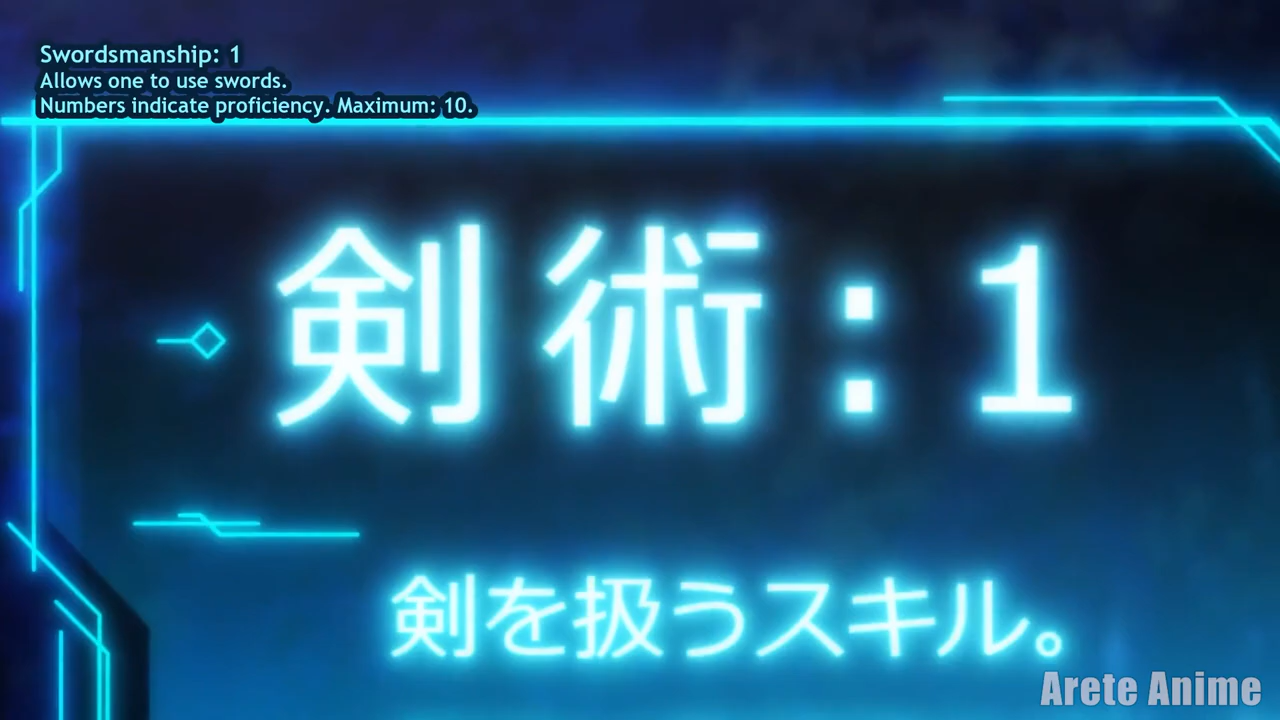 Swordsmanship: 1
Allows one to use swords.
Numbers indicate proficiency. Maximum: 10.
剣術:1
剣を扱うスキル。
Arete Anime